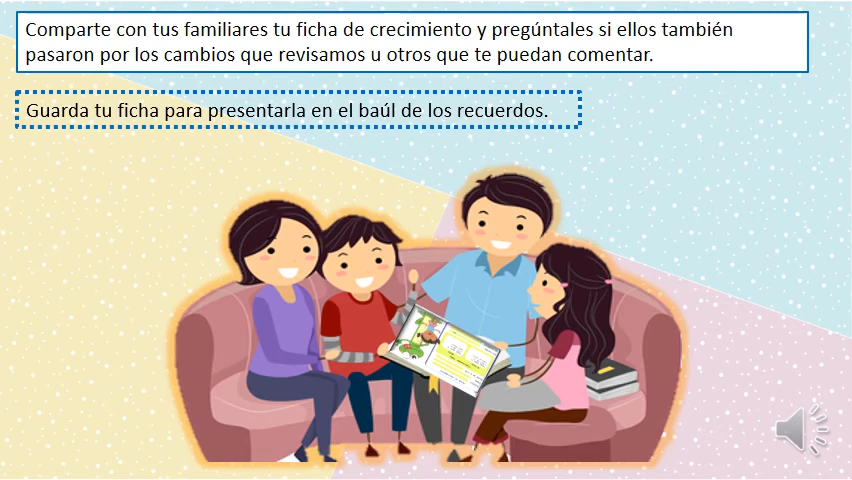 Comparte con tus familiares tu ficha de crecimiento y pregúntales si ellos también
pasaron por los cambios que revisamos u otros que te puedan comentar.
Guarda tu ficha para presentarla en el baúl de los recuerdos.